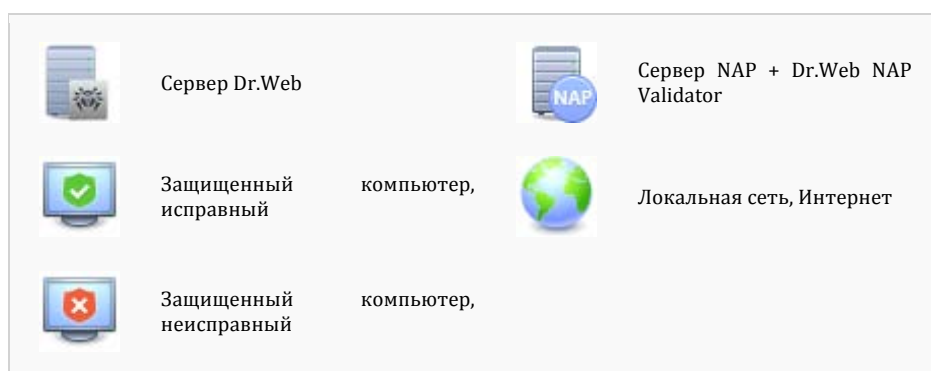 Сервер Dr.Web
Сервер NAP + Dr.Web NAP
Validator
NAP
Защищенный компьютер,
исправный
Локальная сеть, Интернет
Защищенный компьютер,
неисправный